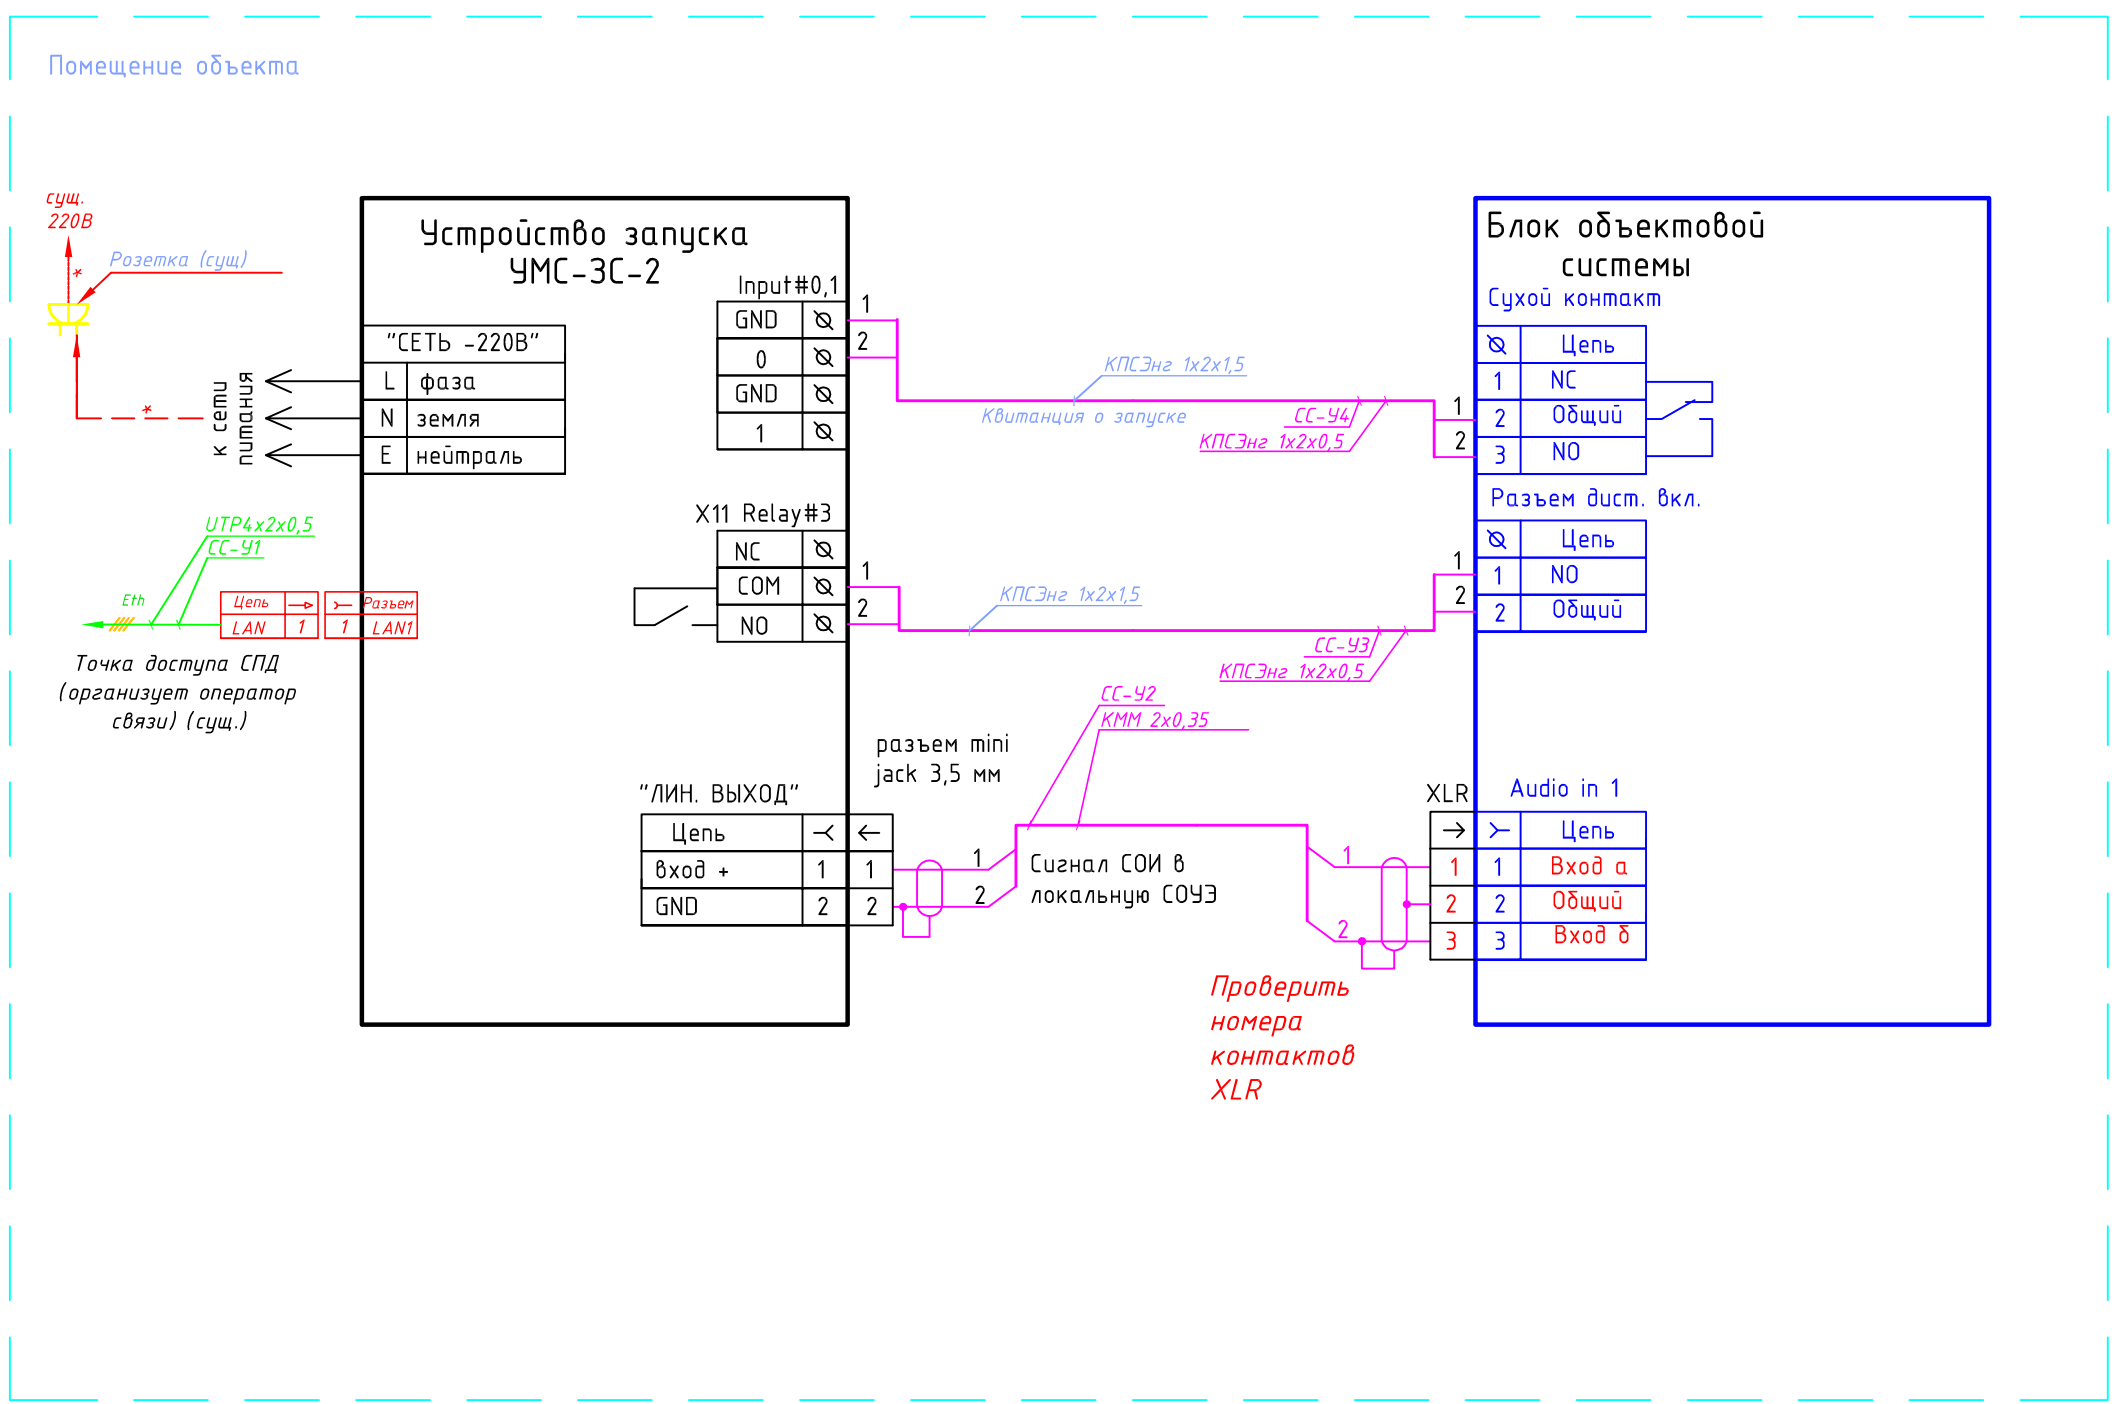 Помещение объекта
сущ.
220В
Розетка (сущ)
к сети
питания
Устройство запуска
УМС-ЗС-2
"СЕТЬ ~220В"
L фаза
N земля
E нейтраль
Input#0,1
GND 1
0 2
GND
1
X11 Relay#3
NC
COM 1
NO 2
UTP4x2x0,5
СС-У1
Eth
Цепь Разъем
LAN 1 1 LAN1
Точка доступа СПД
(организует оператор
связи) (сущ.)
"ЛИН. ВЫХОД"
Цепь
вход + 1 1 1
GND 2 2 2
разъем mini
jack 3,5 мм
КПСЭнг 1x2x1,5
Квитанция о запуске
СС-У4
КПСЭнг 1x2x0,5
КПСЭнг 1x2x1,5
СС-У3
КПСЭнг 1x2x0,5
СС-У2
КММ 2x0,35
Сигнал СОИ в
локальную СОУЭ
Проверить
номера
контактов
XLR
Блок объектовой
системы
Сухой контакт
Цепь
1 NC
1 2 Общий
2 3 NO
Разъем дист. вкл.
Цепь
1 1 NO
2 2 Общий
XLR Audio in 1
Цепь
1 1 1 Вход а
2 2 Общий
2 3 3 Вход б